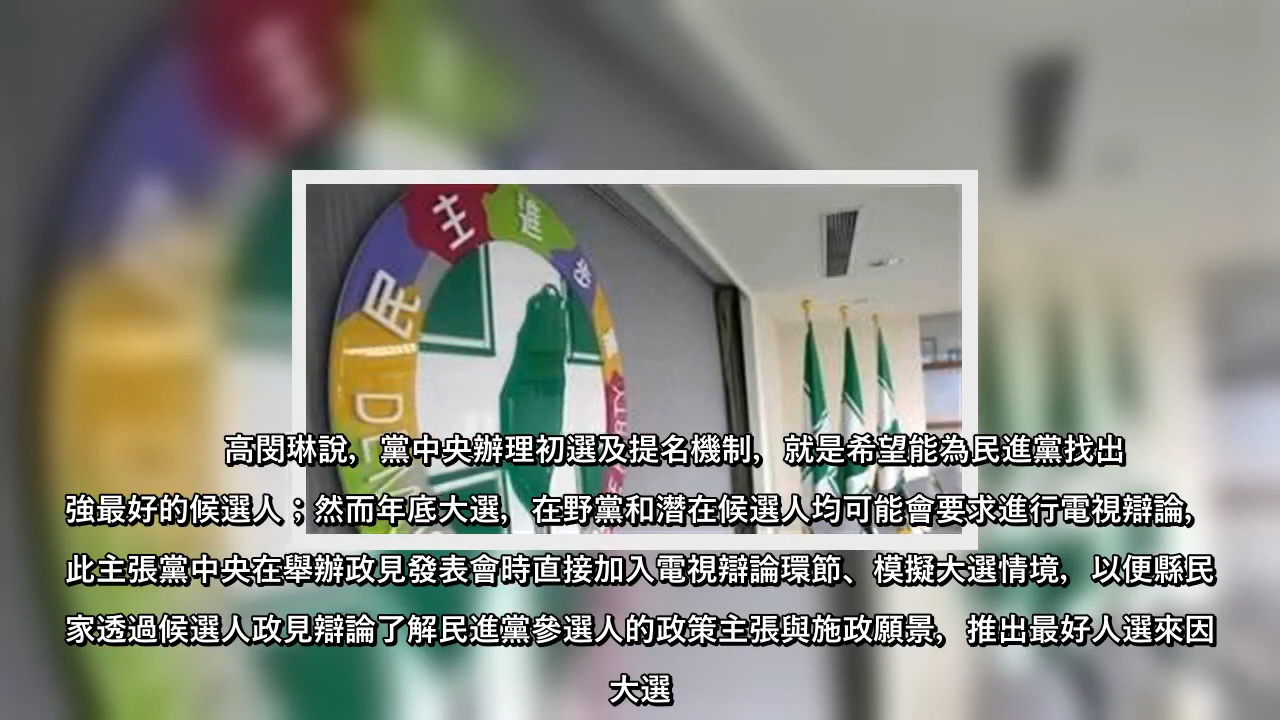 民主進
DE
RTY
高閔琳說，黨中央辦理初選及提名機制，就是希望能為民進黨找出
強最好的候選人；然而年底大選，在野黨和潛在候選人均可能會要求進行電視辯論，
此主張黨中央在舉辦政見發表會時直接加入電視辯論環節、模擬大選情境，以便縣民
家透過候選人政見辯論了解民進黨參選人的政策主張與施政願景，推出最好人選來因
大選